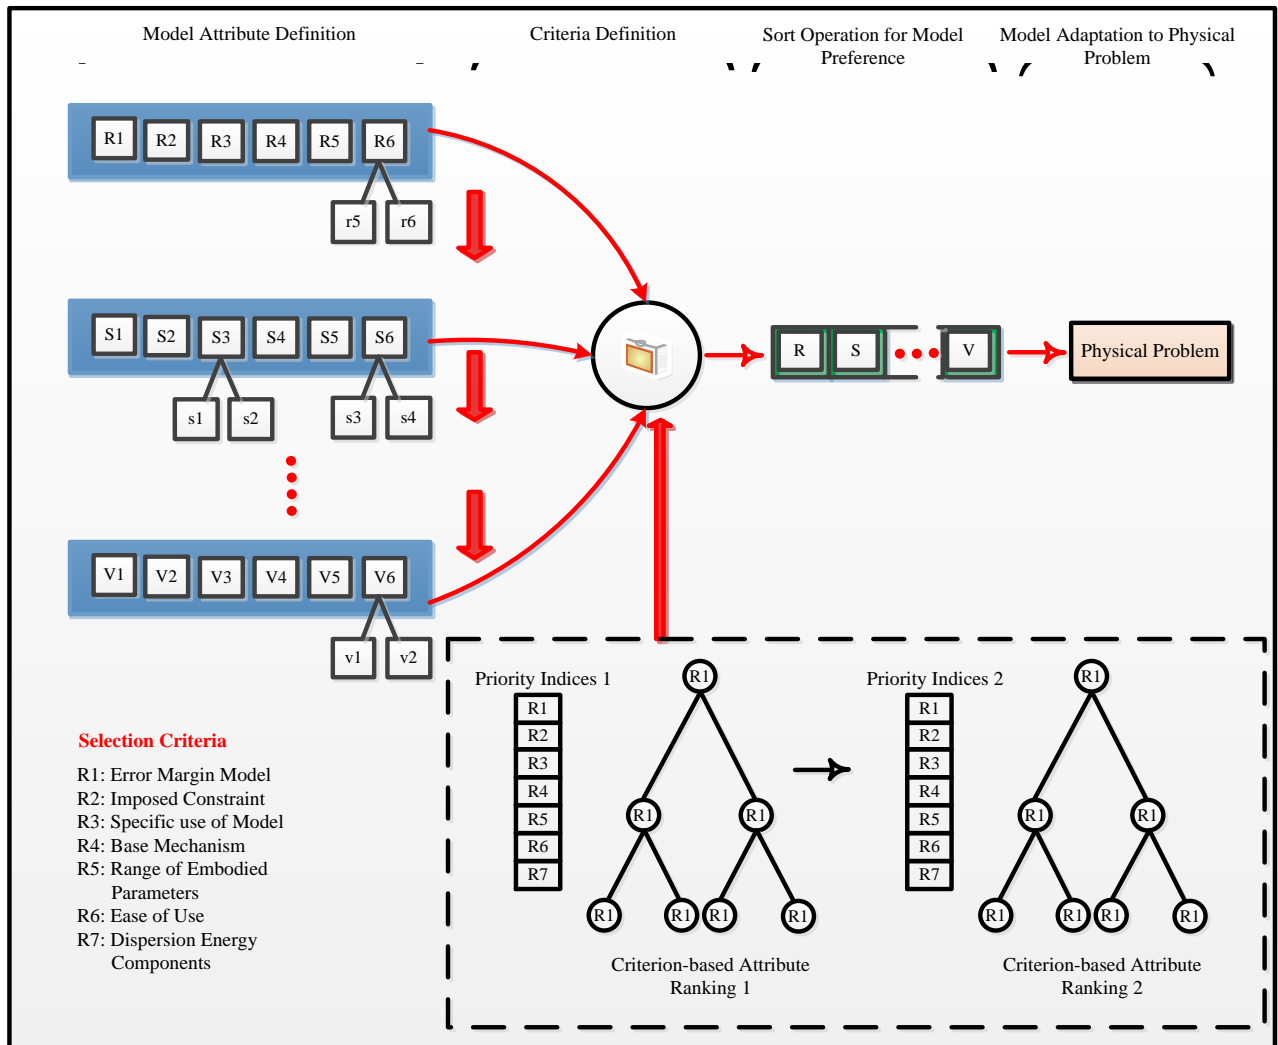 Model Attribute Definition
Criteria Definition
Sort Operation for Model
Preference
Model Adaptation to Physical
Problem
R1 R2 R3 R4 R5 R6
r5 r6
S1 S2 S3 S4 S5 S6
s1 s2 s3 s4
R S V
Physical Problem
V1 V2 V3 V4 V5 V6
v1 v2
Selection Criteria
R1: Error Margin Model
R2: Imposed Constraint
R3: Specific use of Model
R4: Base Mechanism
R5: Range of Embodied
Parameters
R6: Ease of Use
R7: Dispersion Energy
Components
Priority Indices 1
R1
R2
R3
R4
R5
R6
R7
R1
R1 R1
R1 R1 R1 R1
Criterion-based Attribute
Ranking 1
Priority Indices 2
R1
R2
R3
R4
R5
R6
R7
R1
R1 R1
R1 R1 R1 R1
Criterion-based Attribute
Ranking 2